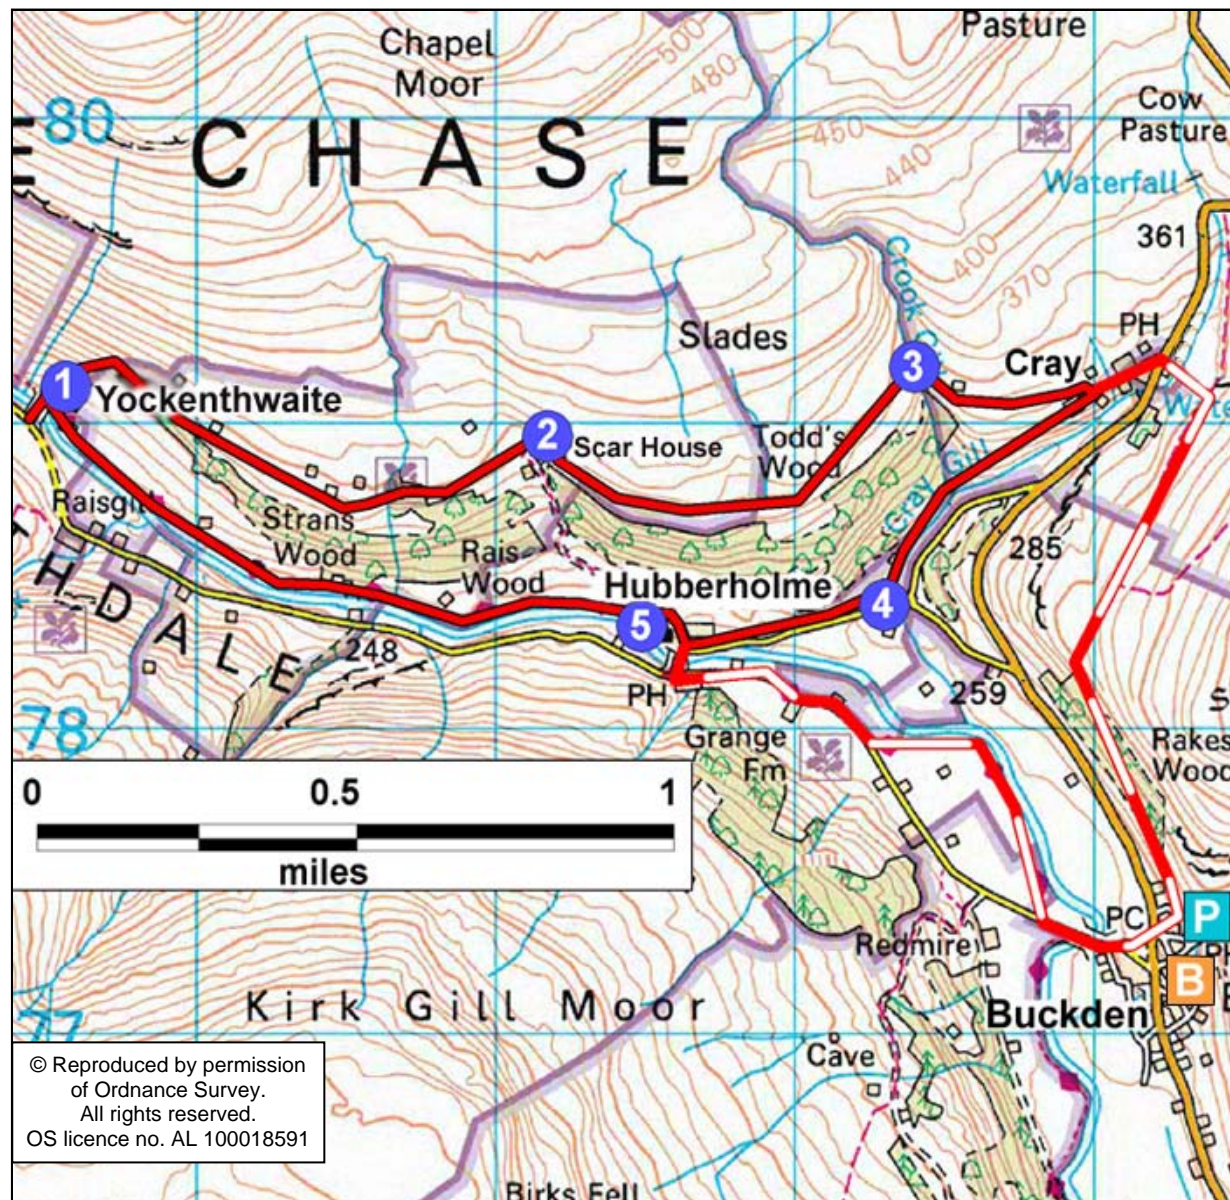 Pasture
Chapel
Moor
500
480
Cow
Pasture
80
450
E CHASE
440
Waterfall
361
400
370
Crook
PH
Slades
3
Cray
1
Yockenthwaite
2
Scar House
Todd's
Wood
Gill
Cray
Raisgill
Strans
Wood
Rais
Wood
285
Hubberholme
4
5
HDALE
248
PH
259
78
Grange
Fm
Rakes
Wood
0 0.5 1
miles
PC
P
Redmire
B
Kirk Gill Moor
Buckden
77
Cave
© Reproduced by permission
of Ordnance Survey.
All rights reserved.
OS licence no. AL 100018591
Birks Fell